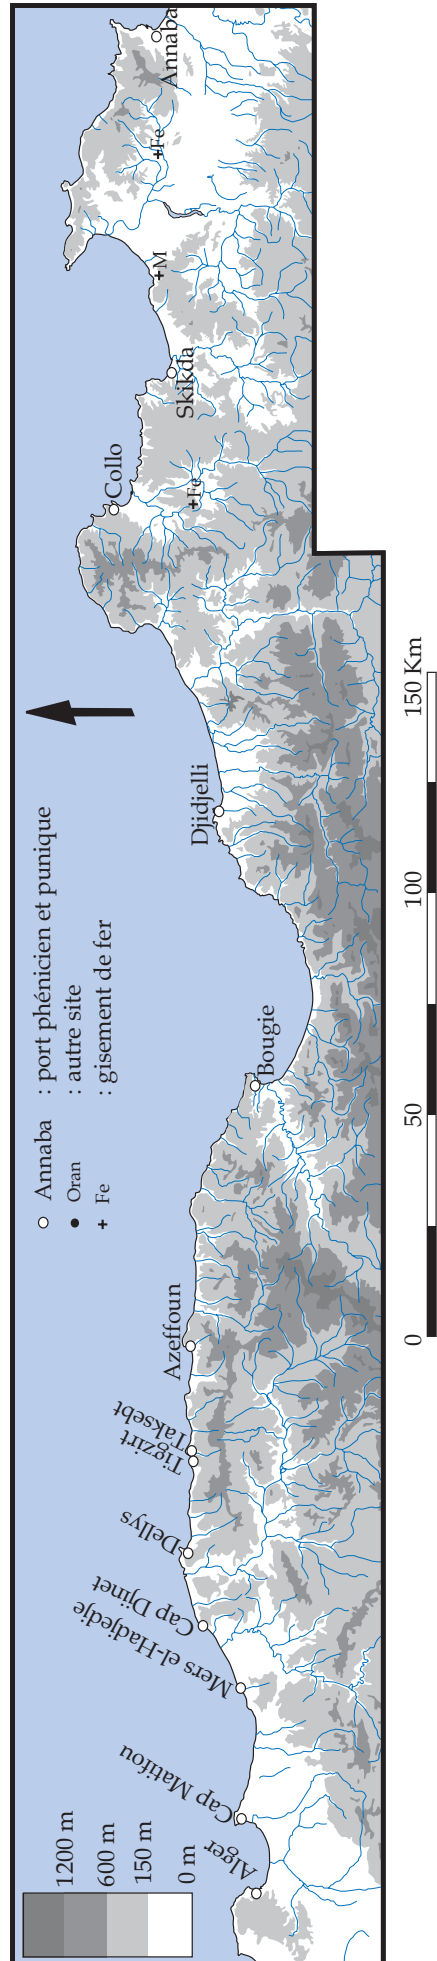 1200 m
600 m
150 m
0 m
Annaba : port phénicien et punique
Oran : autre site
Fe : gisement de fer
Alger
Cap Matifou
Mers el-Hadjedje
Cap Djinet
Dellys
Tigzirt
Taksebt
Azeffoun
Bougie
Djidjelli
Collo
Fe
Skikda
M
Fe
Annaba
0 50 100 150 Km